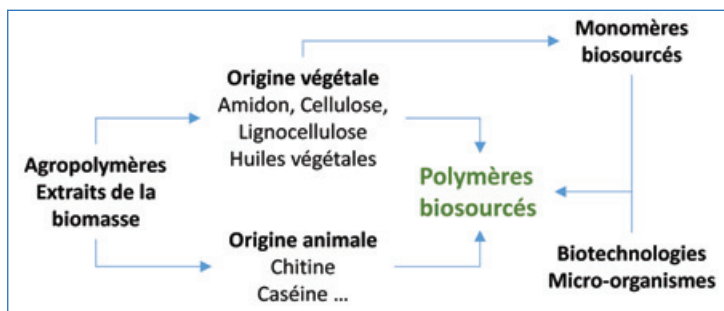 Monomères
biosourcés
Origine végétale
Amidon, Cellulose,
Lignocellulose
Huiles végétales
Agropolymères
Extraits de la
biomasse
Polymères
biosourcés
Origine animale
Chitine
Caséine ...
Biotechnologies
Micro-organismes